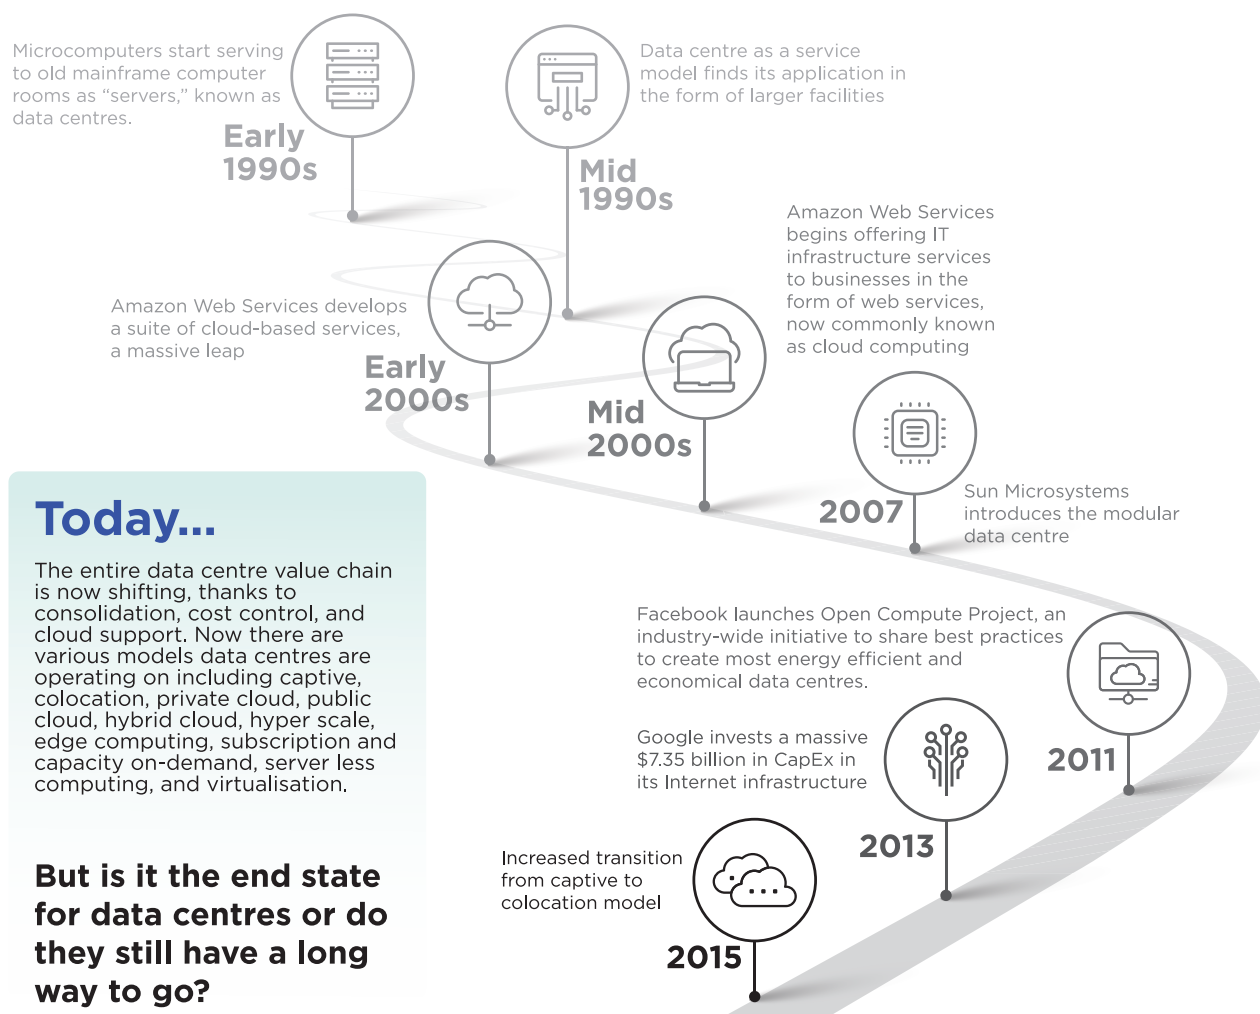 Microcomputers start serving
to old mainframe computer
rooms as “servers,” known as
data centres.
Early
1990s
Data centre as a service
model finds its application in
the form of larger facilities
Mid
1990s
Amazon Web Services develops
a suite of cloud-based services,
a massive leap
Early
2000s
Amazon Web Services
begins offering IT
infrastructure services
to businesses in the
form of web services,
now commonly known
as cloud computing
Mid
2000s
2007
Sun Microsystems
introduces the modular
data centre
Facebook launches Open Compute Project, an
industry-wide initiative to share best practices
to create most energy efficient and
economical data centres.
2011
Google invests a massive
$7.35 billion in CapEx in
its Internet infrastructure
2013
Increased transition
from captive to
colocation model
2015
Today...
The entire data centre value chain
is now shifting, thanks to
consolidation, cost control, and
cloud support. Now there are
various models data centres are
operating on including captive,
colocation, private cloud, public
cloud, hybrid cloud, hyper scale,
edge computing, subscription and
capacity on-demand, server less
computing, and virtualisation.
But is it the end state
for data centres or do
they still have a long
way to go?